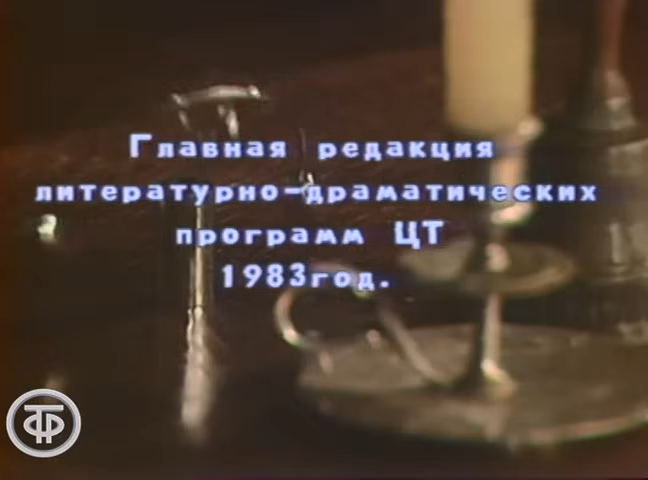 Главная редакция
литературно-драматических
программ ЦТ
1983год.